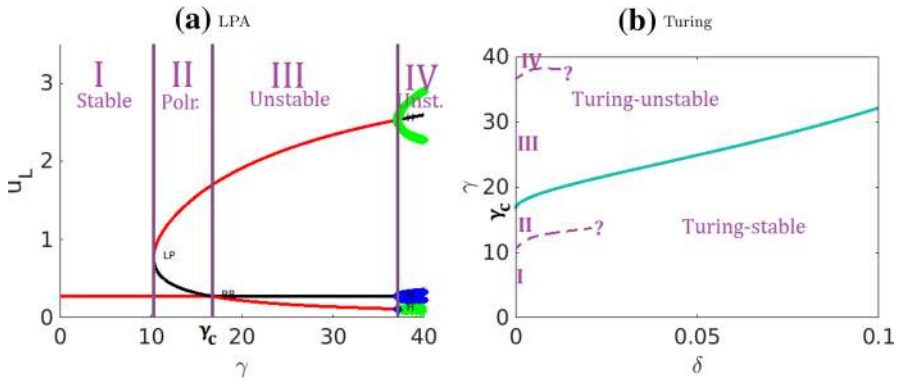 (a) LPA
I II III IV
Stable Polr. Unstable Unst.
3
2
1
0
u_L
LP
BP
H
0 10 γc 20 30 40
γ
(b) Turing
40
30
20
γc
10
0
γ
IV
?
Turing-unstable
III
II
?
Turing-stable
I
0 0.05 0.1
δ